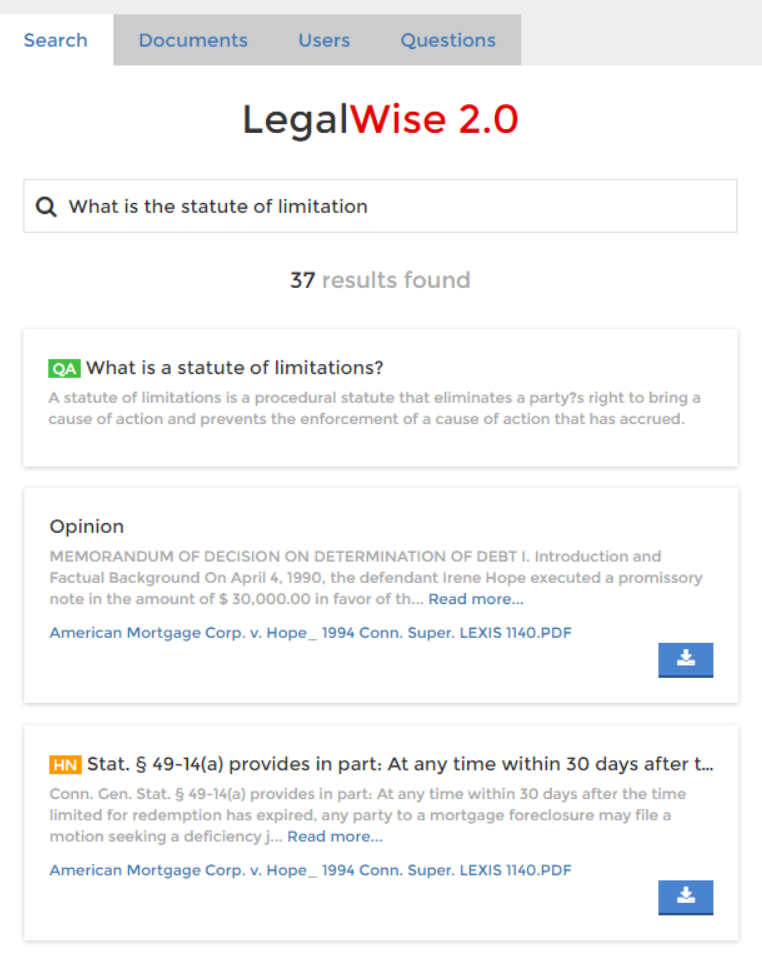 Search Documents Users Questions
LegalWise 2.0
What is the statute of limitation
37 results found
QA What is a statute of limitations?
A statute of limitations is a procedural statute that eliminates a party?s right to bring a
cause of action and prevents the enforcement of a cause of action that has accrued.
Opinion
MEMORANDUM OF DECISION ON DETERMINATION OF DEBT I. Introduction and
Factual Background On April 4, 1990, the defendant Irene Hope executed a promissory
note in the amount of $ 30,000.00 in favor of th... Read more...
American Mortgage Corp. v. Hope_ 1994 Conn. Super. LEXIS 1140.PDF
HN Stat. § 49-14(a) provides in part: At any time within 30 days after t...
Conn. Gen. Stat. § 49-14(a) provides in part: At any time within 30 days after the time
limited for redemption has expired, any party to a mortgage foreclosure may file a
motion seeking a deficiency j... Read more...
American Mortgage Corp. v. Hope_ 1994 Conn. Super. LEXIS 1140.PDF